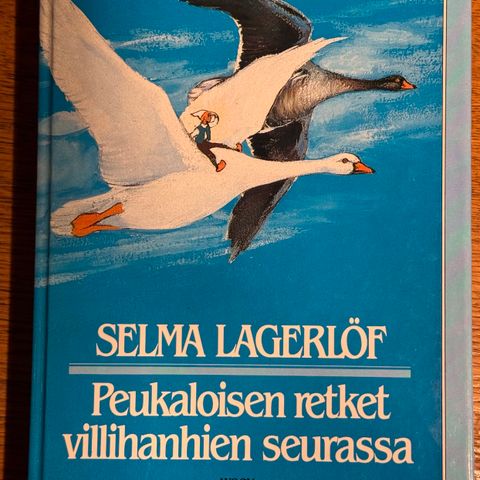 SELMA LAGERLÖF
Peukaloisen retket
villihanhien seurassa